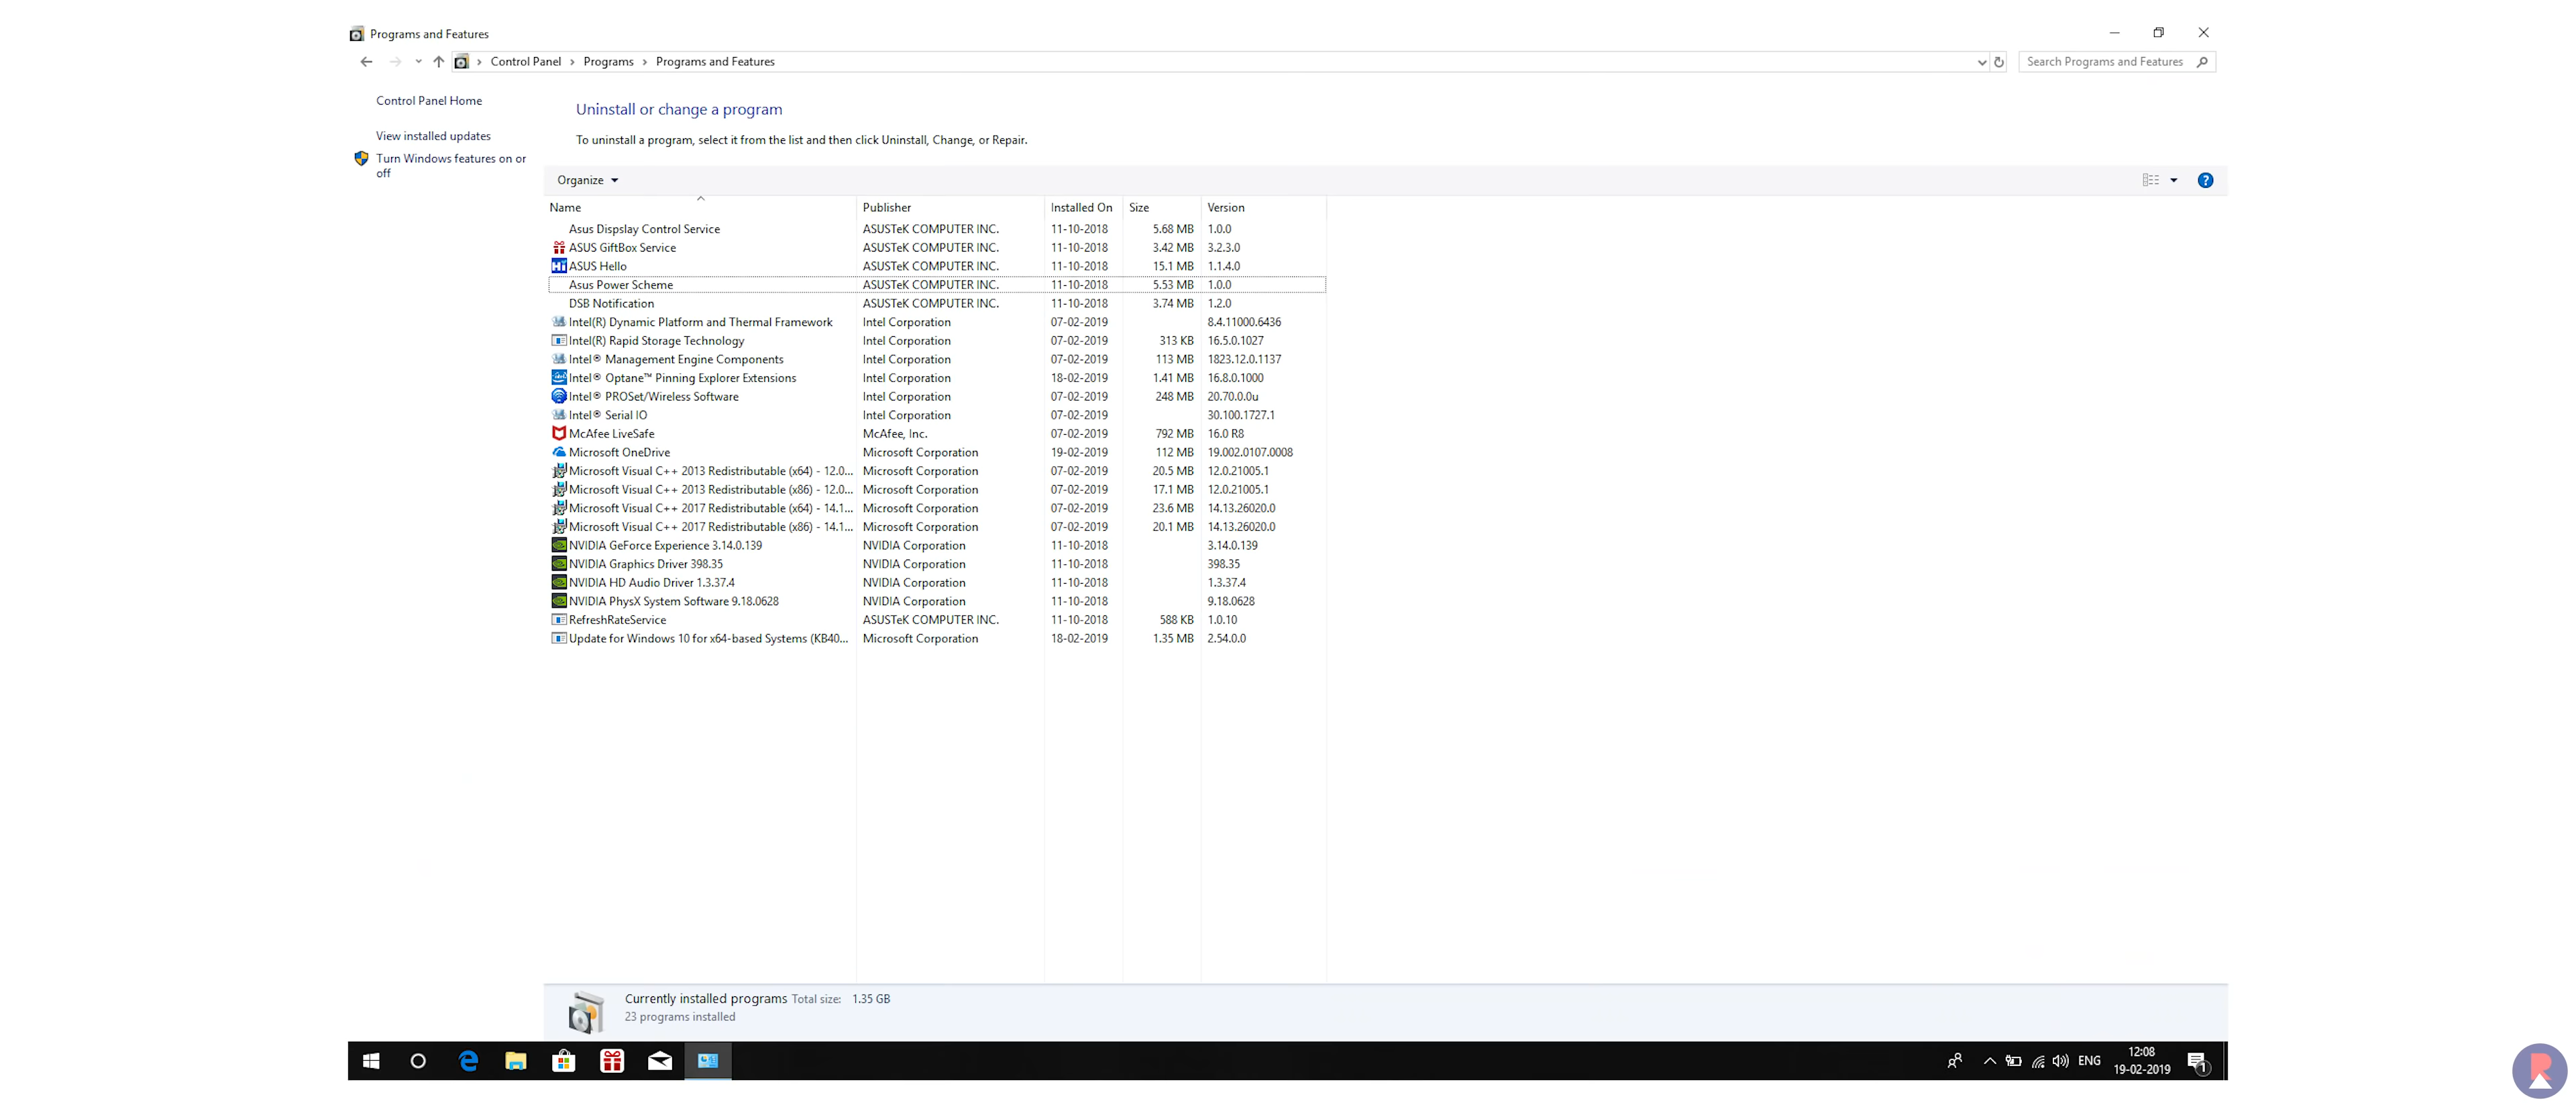 Programs and Features
Control Panel › Programs › Programs and Features
Search Programs and Features
Control Panel Home
View installed updates
Turn Windows features on or
off
Uninstall or change a program
To uninstall a program, select it from the list and then click Uninstall, Change, or Repair.
Organize
Name Publisher Installed On Size Version
Asus Dispslay Control Service ASUSTeK COMPUTER INC. 11-10-2018 5.68 MB 1.0.0
ASUS GiftBox Service ASUSTeK COMPUTER INC. 11-10-2018 3.42 MB 3.2.3.0
Hi ASUS Hello ASUSTeK COMPUTER INC. 11-10-2018 15.1 MB 1.1.4.0
Asus Power Scheme ASUSTeK COMPUTER INC. 11-10-2018 5.53 MB 1.0.0
DSB Notification ASUSTeK COMPUTER INC. 11-10-2018 3.74 MB 1.2.0
Intel(R) Dynamic Platform and Thermal Framework Intel Corporation 07-02-2019 8.4.11000.6436
Intel(R) Rapid Storage Technology Intel Corporation 07-02-2019 313 KB 16.5.0.1027
Intel® Management Engine Components Intel Corporation 07-02-2019 113 MB 1823.12.0.1137
Intel® Optane™ Pinning Explorer Extensions Intel Corporation 18-02-2019 1.41 MB 16.8.0.1000
Intel® PROSet/Wireless Software Intel Corporation 07-02-2019 248 MB 20.70.0.0u
Intel® Serial IO Intel Corporation 07-02-2019 30.100.1727.1
McAfee LiveSafe McAfee, Inc. 07-02-2019 792 MB 16.0 R8
Microsoft OneDrive Microsoft Corporation 19-02-2019 112 MB 19.002.0107.0008
Microsoft Visual C++ 2013 Redistributable (x64) - 12.0... Microsoft Corporation 07-02-2019 20.5 MB 12.0.21005.1
Microsoft Visual C++ 2013 Redistributable (x86) - 12.0... Microsoft Corporation 07-02-2019 17.1 MB 12.0.21005.1
Microsoft Visual C++ 2017 Redistributable (x64) - 14.1... Microsoft Corporation 07-02-2019 23.6 MB 14.13.26020.0
Microsoft Visual C++ 2017 Redistributable (x86) - 14.1... Microsoft Corporation 07-02-2019 20.1 MB 14.13.26020.0
NVIDIA GeForce Experience 3.14.0.139 NVIDIA Corporation 11-10-2018 3.14.0.139
NVIDIA Graphics Driver 398.35 NVIDIA Corporation 11-10-2018 398.35
NVIDIA HD Audio Driver 1.3.37.4 NVIDIA Corporation 11-10-2018 1.3.37.4
NVIDIA PhysX System Software 9.18.0628 NVIDIA Corporation 11-10-2018 9.18.0628
RefreshRateService ASUSTeK COMPUTER INC. 11-10-2018 588 KB 1.0.10
Update for Windows 10 for x64-based Systems (KB40... Microsoft Corporation 18-02-2019 1.35 MB 2.54.0.0
Currently installed programs Total size: 1.35 GB
23 programs installed
ENG
12:08
19-02-2019
1
R